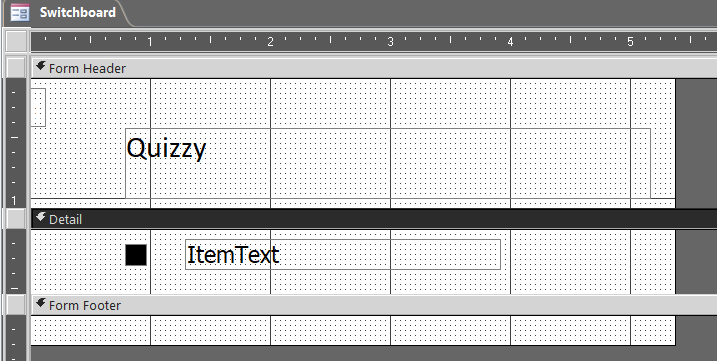 Switchboard
1 2 3 4 5
Form Header
Quizzy
1
Detail
ItemText
Form Footer